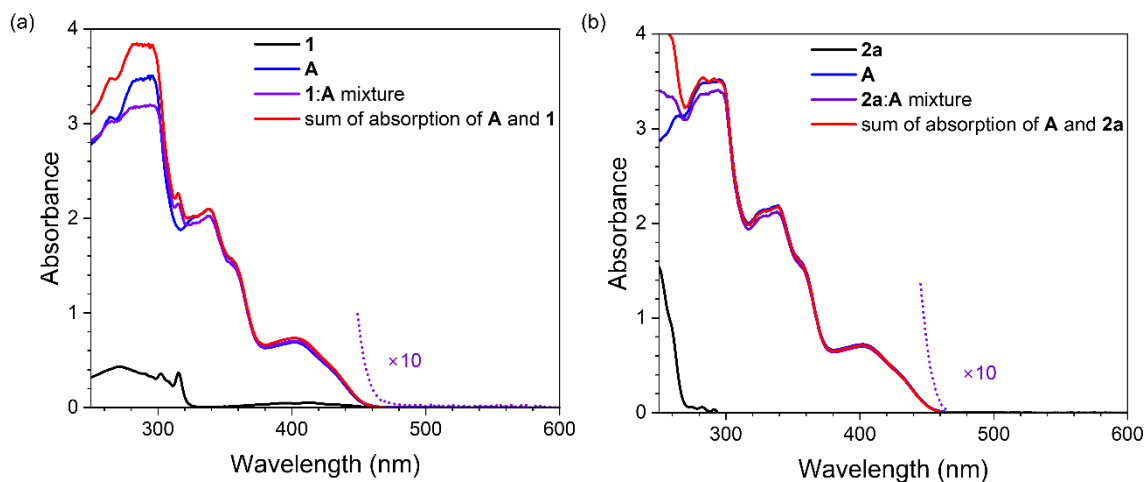 (a)
1
A
1:A mixture
sum of absorption of A and 1
×10
Absorbance
0
1
2
3
4
300
400
500
600
Wavelength (nm)
(b)
2a
A
2a:A mixture
sum of absorption of A and 2a
×10
Absorbance
0
1
2
3
4
300
400
500
600
Wavelength (nm)